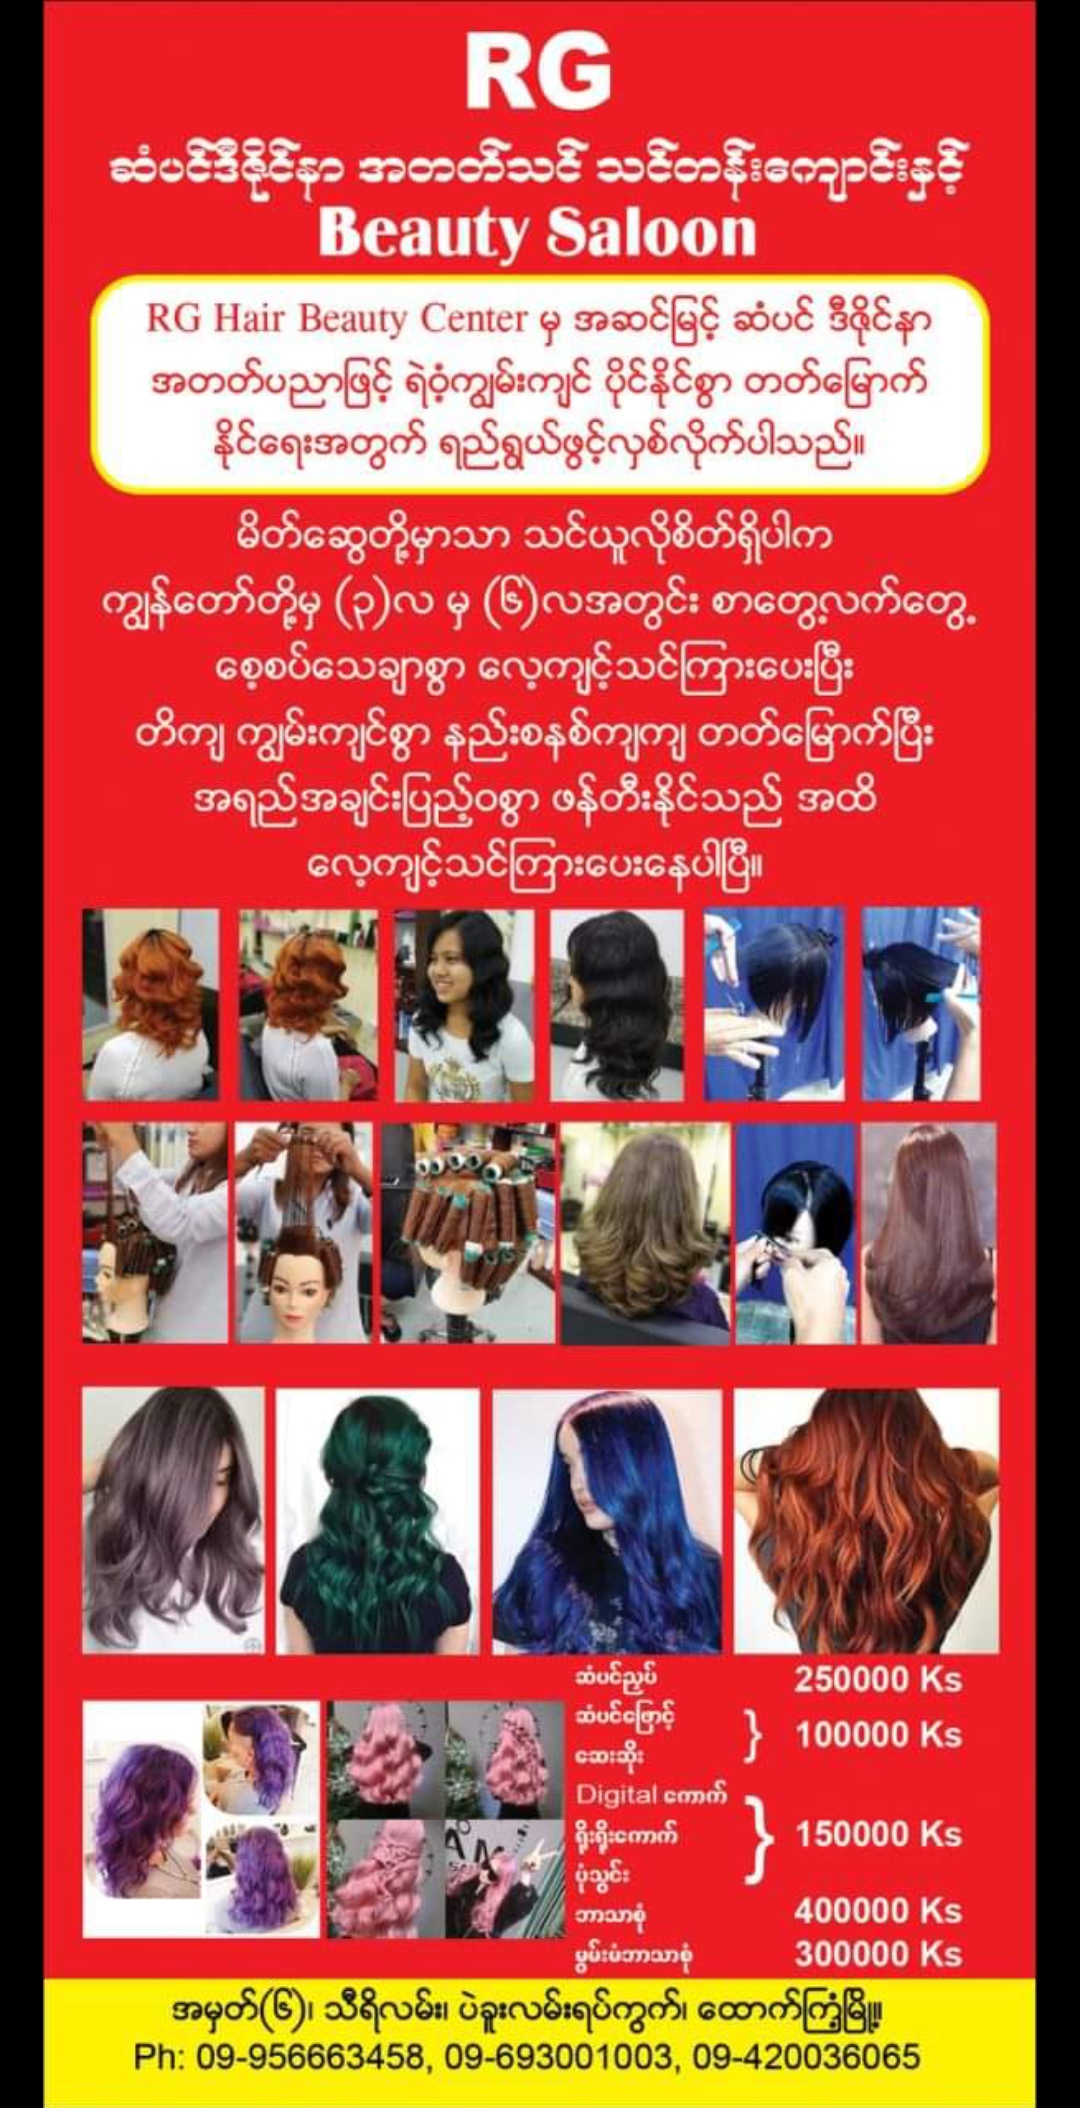 RG
ဆံပင်ဒီဇိုင်နာ အတတ်သင် သင်တန်းကျောင်းနှင့်
Beauty Saloon
RG Hair Beauty Center မှ အဆင်မြင့် ဆံပင် ဒီဇိုင်နာ
အတတ်ပညာဖြင့် ရဲဝံ့ကျွမ်းကျင် ပိုင်နိုင်စွာ တတ်မြောက်
နိုင်ရေးအတွက် ရည်ရွယ်ဖွင့်လှစ်လိုက်ပါသည်။
မိတ်ဆွေတို့မှာသာ သင်ယူလိုစိတ်ရှိပါက
ကျွန်တော်တို့မှ (၃)လ မှ (၆)လအတွင်း စာတွေ့လက်တွေ့
စေ့စပ်သေချာစွာ လေ့ကျင့်သင်ကြားပေးပြီး
တိကျ ကျွမ်းကျင်စွာ နည်းစနစ်ကျကျ တတ်မြောက်ပြီး
အရည်အချင်းပြည့်ဝစွာ ဖန်တီးနိုင်သည် အထိ
လေ့ကျင့်သင်ကြားပေးနေပါပြီ။
ဆံပင်ညှပ် 250000 Ks
ဆံပင်ဖြောင့်
ဆေးဆိုး } 100000 Ks
Digital ကောက်
ရိုးရိုးကောက် } 150000 Ks
ပုံသွင်း
ဘာသာစုံ 400000 Ks
မွမ်းမံဘာသာစုံ 300000 Ks
အမှတ်(၆)၊ သီရိလမ်း၊ ပဲခူးလမ်းရပ်ကွက်၊ ထောက်ကြံ့မြို့။
Ph: 09-956663458, 09-693001003, 09-420036065